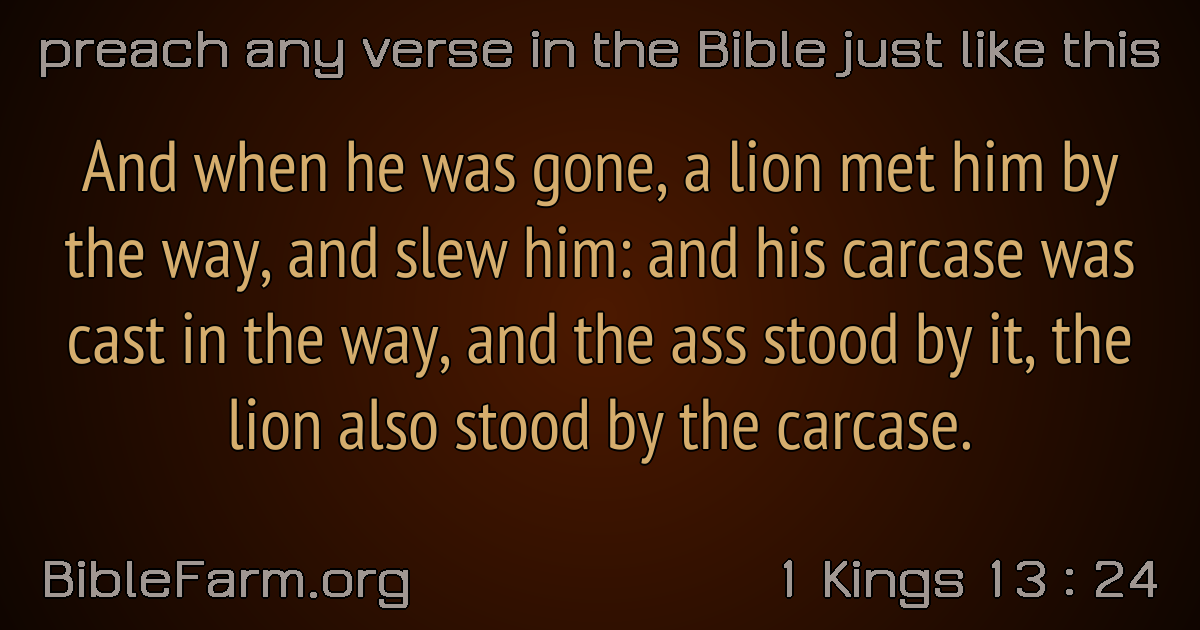 preach any verse in the Bible just like this
And when he was gone, a lion met him by
the way, and slew him: and his carcase was
cast in the way, and the ass stood by it, the
lion also stood by the carcase.
BibleFarm.org
1 Kings 13 : 24